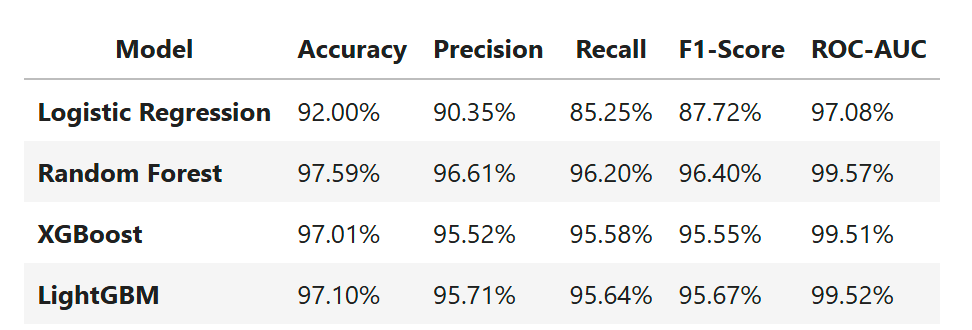 Model Accuracy Precision Recall F1-Score ROC-AUC
Logistic Regression 92.00% 90.35% 85.25% 87.72% 97.08%
Random Forest 97.59% 96.61% 96.20% 96.40% 99.57%
XGBoost 97.01% 95.52% 95.58% 95.55% 99.51%
LightGBM 97.10% 95.71% 95.64% 95.67% 99.52%